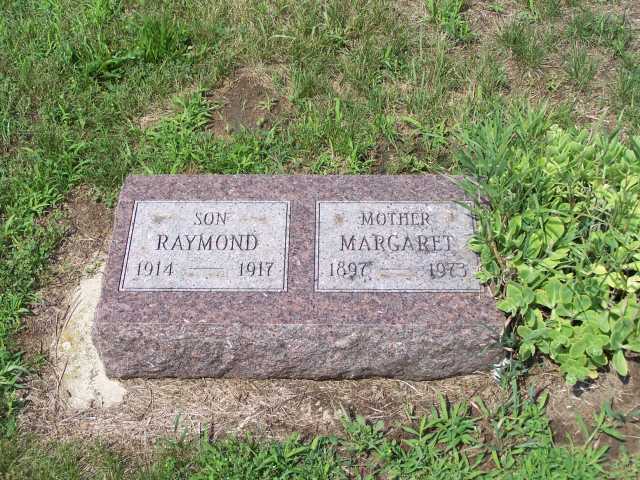 SON
RAYMOND
1914 — 1917
MOTHER
MARGARET
1897 — 1973